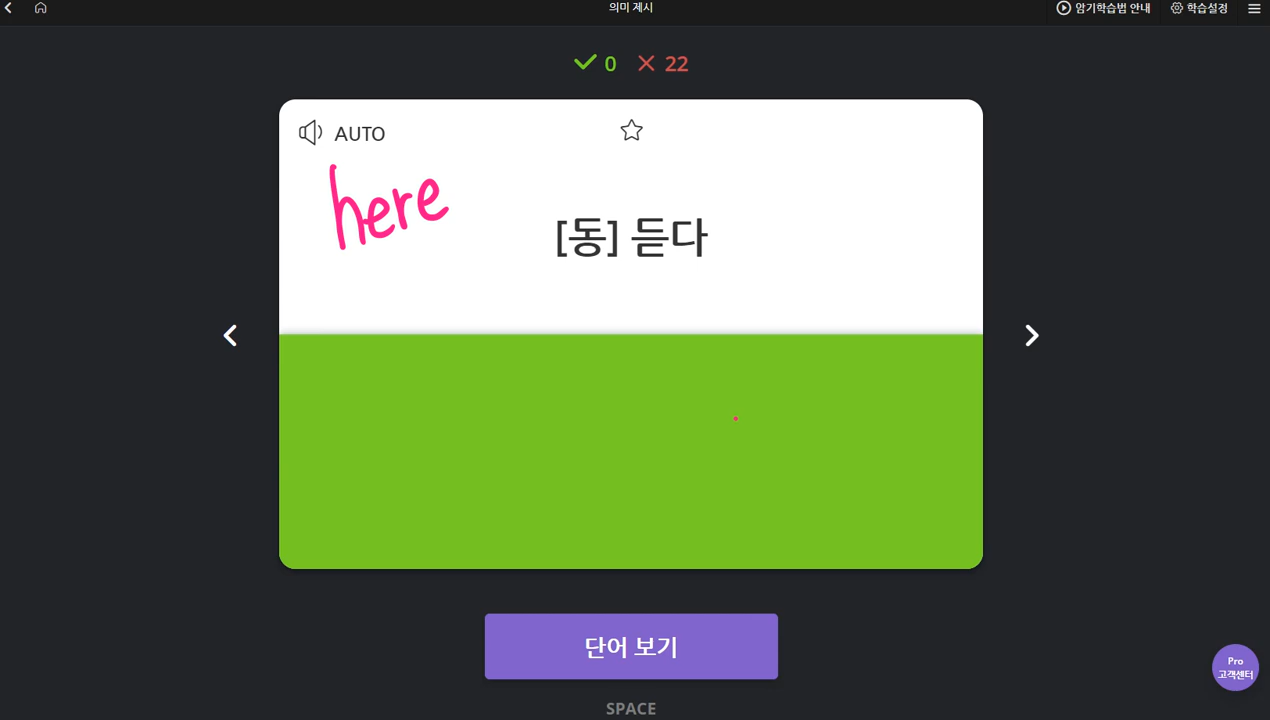 의미 제시
암기학습법 안내
학습설정
0 22
AUTO
here
[동] 듣다
단어 보기
SPACE
Pro
고객센터